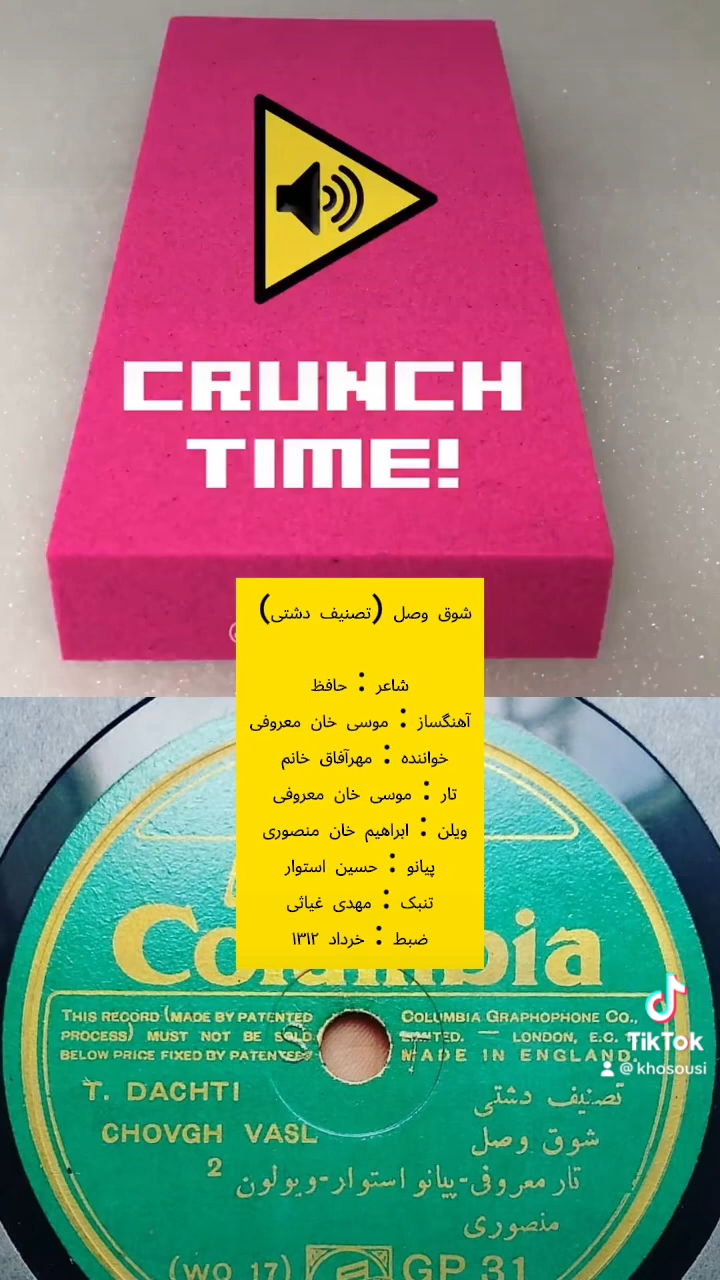 CRUNCH
TIME!
شوق وصل (تصنیف دشتی)
شاعر : حافظ
آهنگساز : موسی خان معروفی
خواننده : مهرآفاق خانم
تار : موسی خان معروفی
ویلن : ابراهیم خان منصوری
پیانو : حسین استوار
تنبک : مهدی غیاثی
ضبط : خرداد ۱۳۱۲
Columbia
THIS RECORD (MADE BY PATENTED
PROCESS) MUST NOT BE SOLD
BELOW PRICE FIXED BY PATENTEES
COLUMBIA GRAPHOPHONE CO.,
LIMITED. — LONDON, E.C.
MADE IN ENGLAND.
S T
T. DACHTI
CHOVGH VASL
2
تصنیف دشتی
شوق وصل
تار معروفی-پیانو استوار-ویولون
منصوری
(WO 17)
GP 31
TikTok
@khosousi